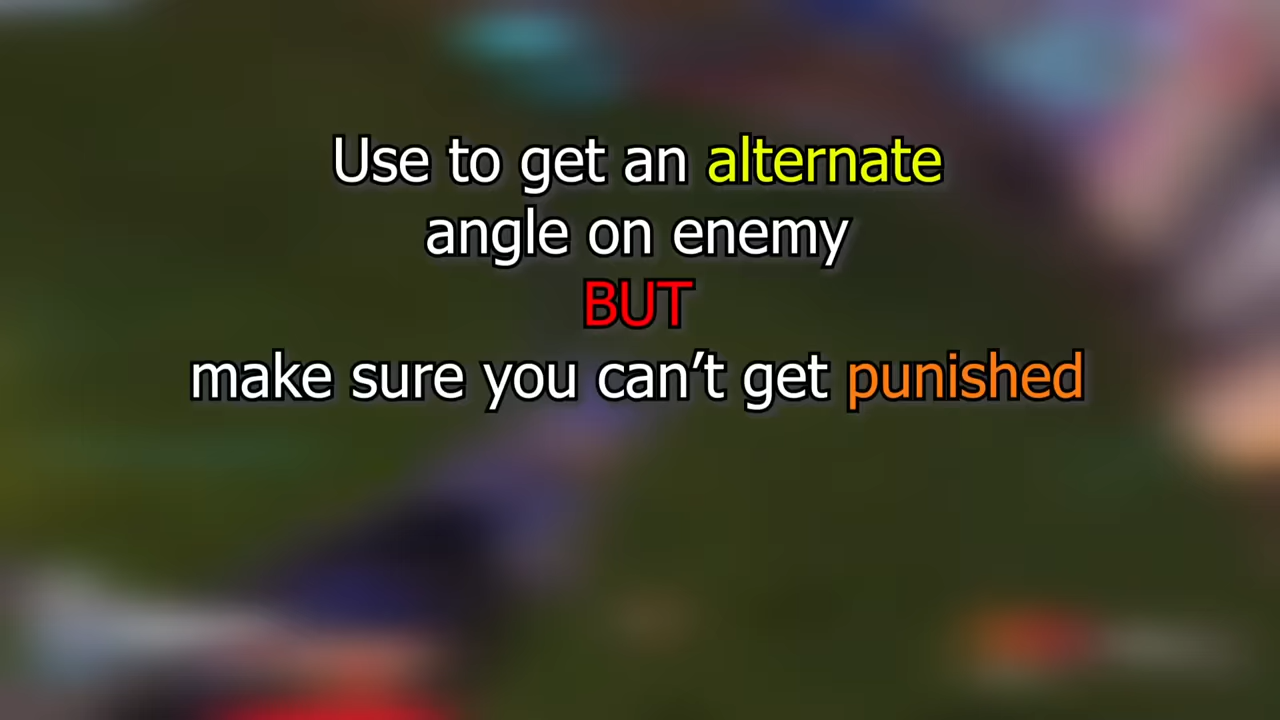 Use to get an alternate
angle on enemy
BUT
make sure you can’t get punished